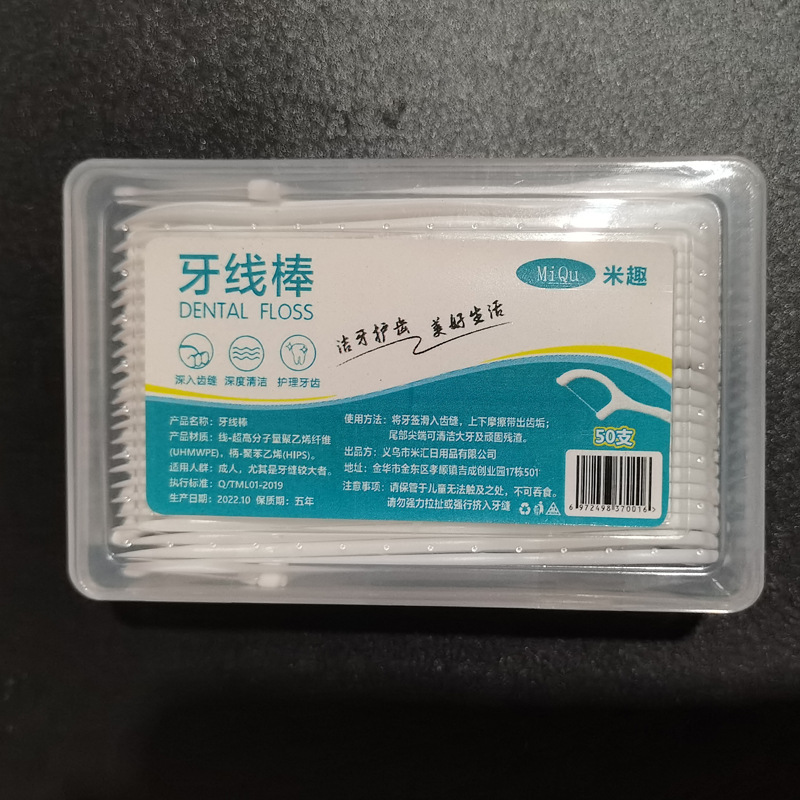 牙线棒
DENTAL FLOSS
MiQu 米趣
洁牙护齿 美好生活
深入齿缝 深度清洁 护理牙齿
50支
产品名称：牙线棒
产品材质：线-超高分子量聚乙烯纤维
(UHMWPE)，柄-聚苯乙烯(HIPS)。
适用人群：成人，尤其是牙缝较大者。
执行标准：Q/TML01-2019
生产日期：2022.10 保质期：五年
使用方法：将牙签滑入齿缝，上下摩擦带出齿垢；
尾部尖端可清洁大牙及顽固残渣。
出品方：义乌市米汇日用品有限公司
地址：金华市金东区孝顺镇吉成创业园17栋501
注意事项：请保管于儿童无法触及之处，不可吞食。
请勿强力拉扯或强行挤入牙缝
6 972498 370016 >